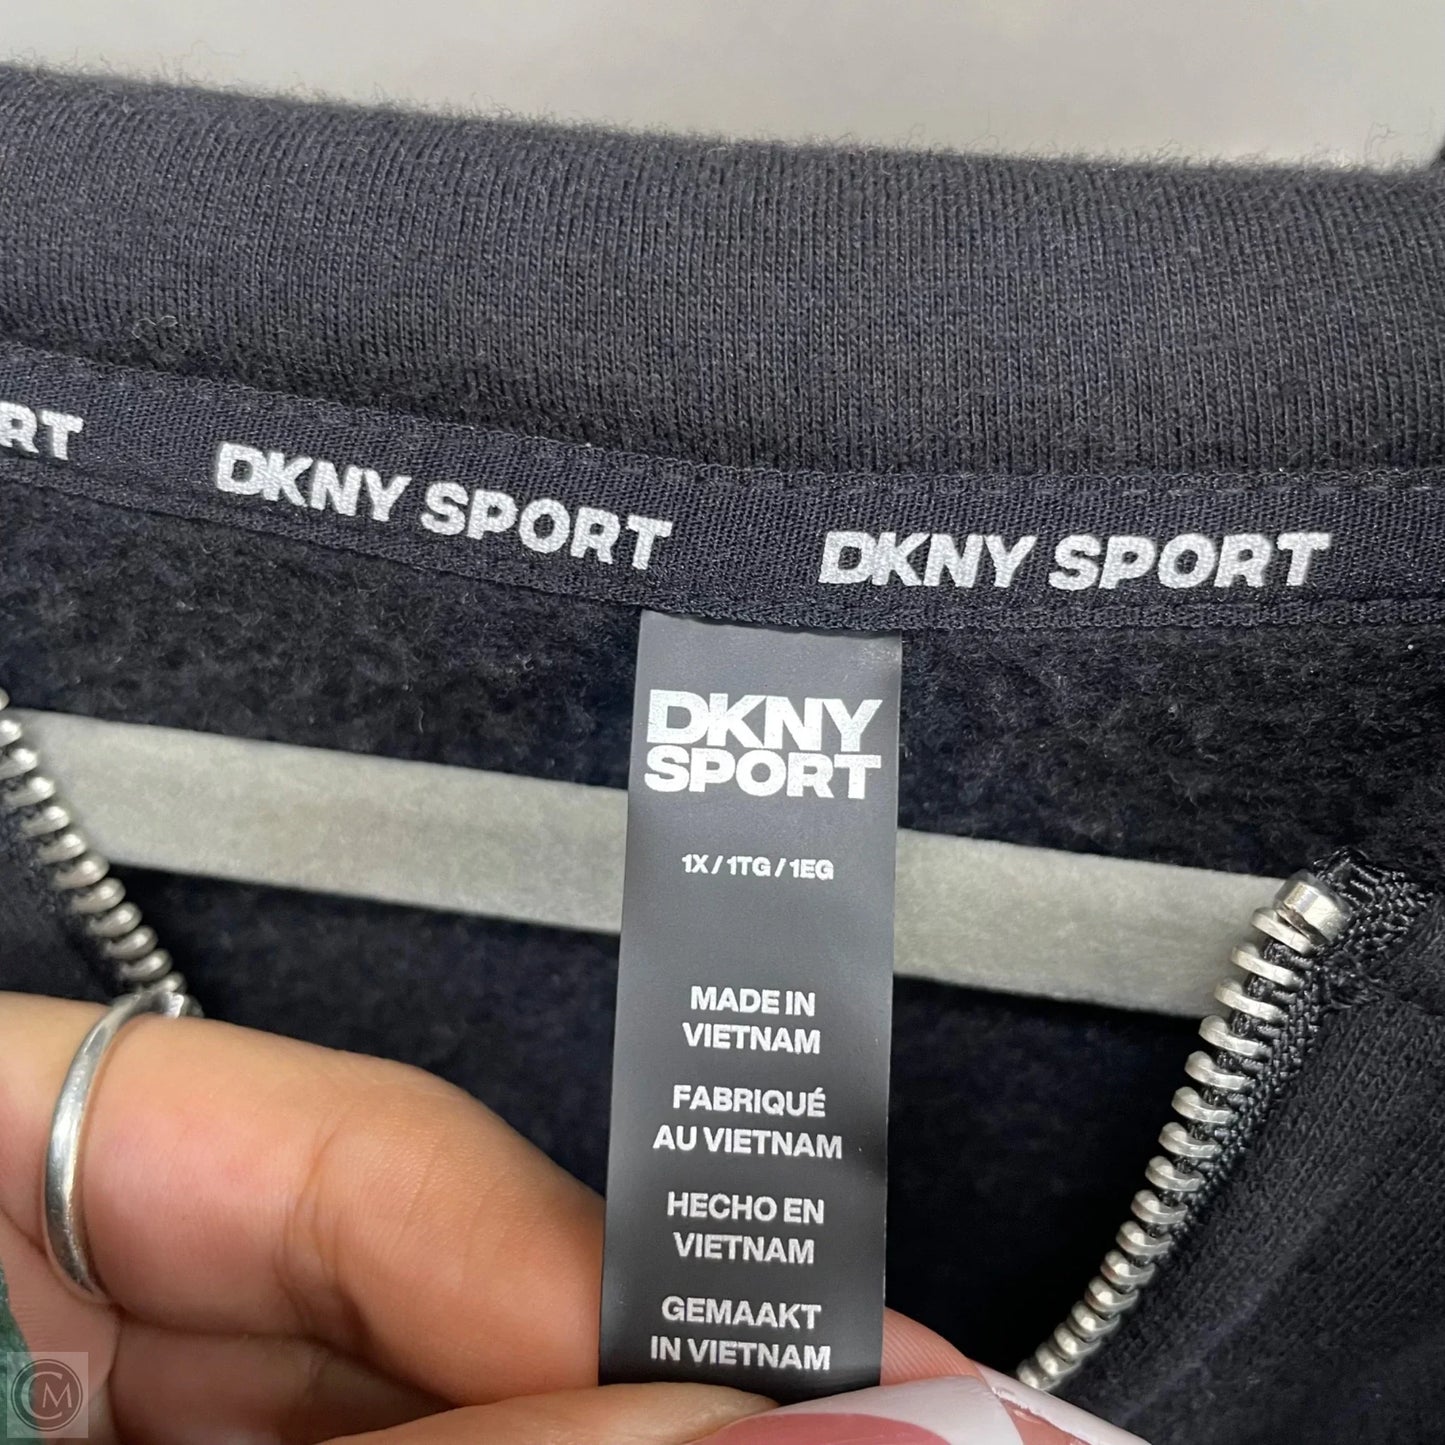 RT DKNY SPORT DKNY SPORT
DKNY
SPORT
1X / 1TG / 1EG
MADE IN
VIETNAM
FABRIQUÉ
AU VIETNAM
HECHO EN
VIETNAM
GEMAAKT
IN VIETNAM
CM